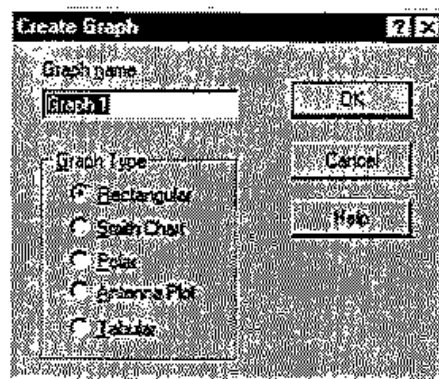 Create Graph
Graph name
Graph 1
Graph Type
Rectangular
Smith Chart
Polar
Antenna Plot
Tabular
OK
Cancel
Help